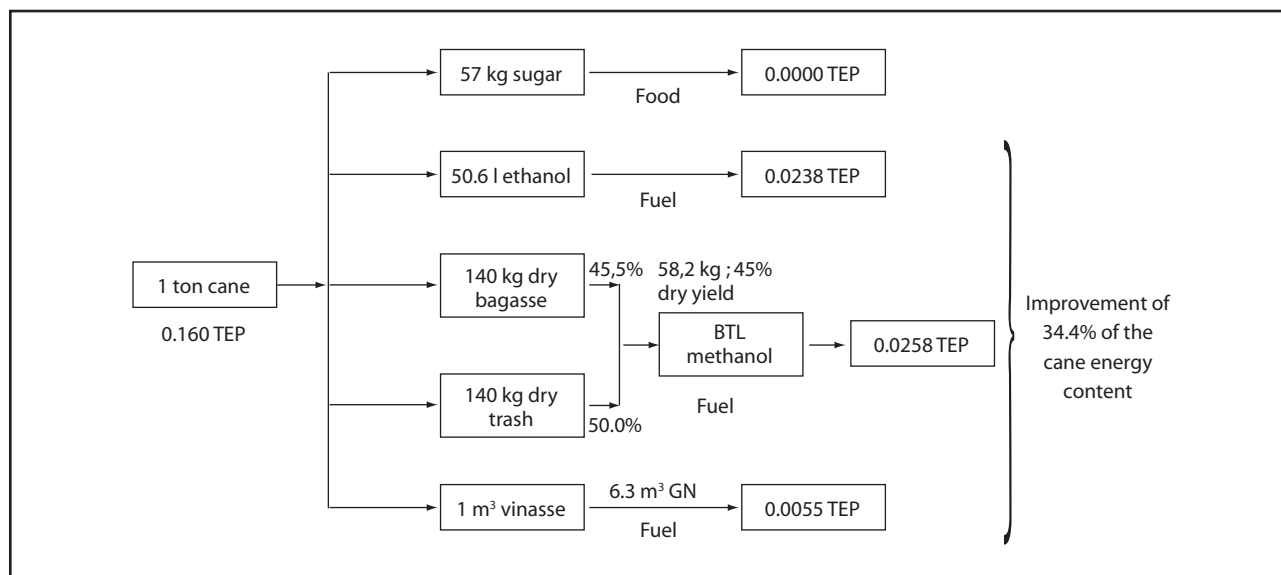 57 kg sugar
Food
0.0000 TEP
50.6 l ethanol
Fuel
0.0238 TEP
1 ton cane
0.160 TEP
140 kg dry
bagasse
45,5%
58,2 kg ; 45%
dry yield
BTL
methanol
Fuel
0.0258 TEP
140 kg dry
trash
50.0%
1 m³ vinasse
6.3 m³ GN
Fuel
0.0055 TEP
Improvement of
34.4% of the
cane energy
content